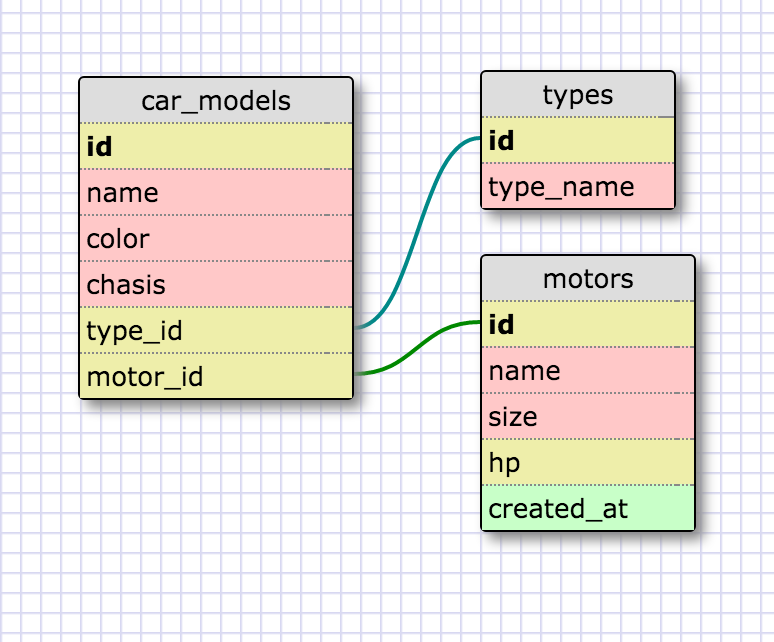 car_models
id
name
color
chasis
type_id
motor_id
types
id
type_name
motors
id
name
size
hp
created_at